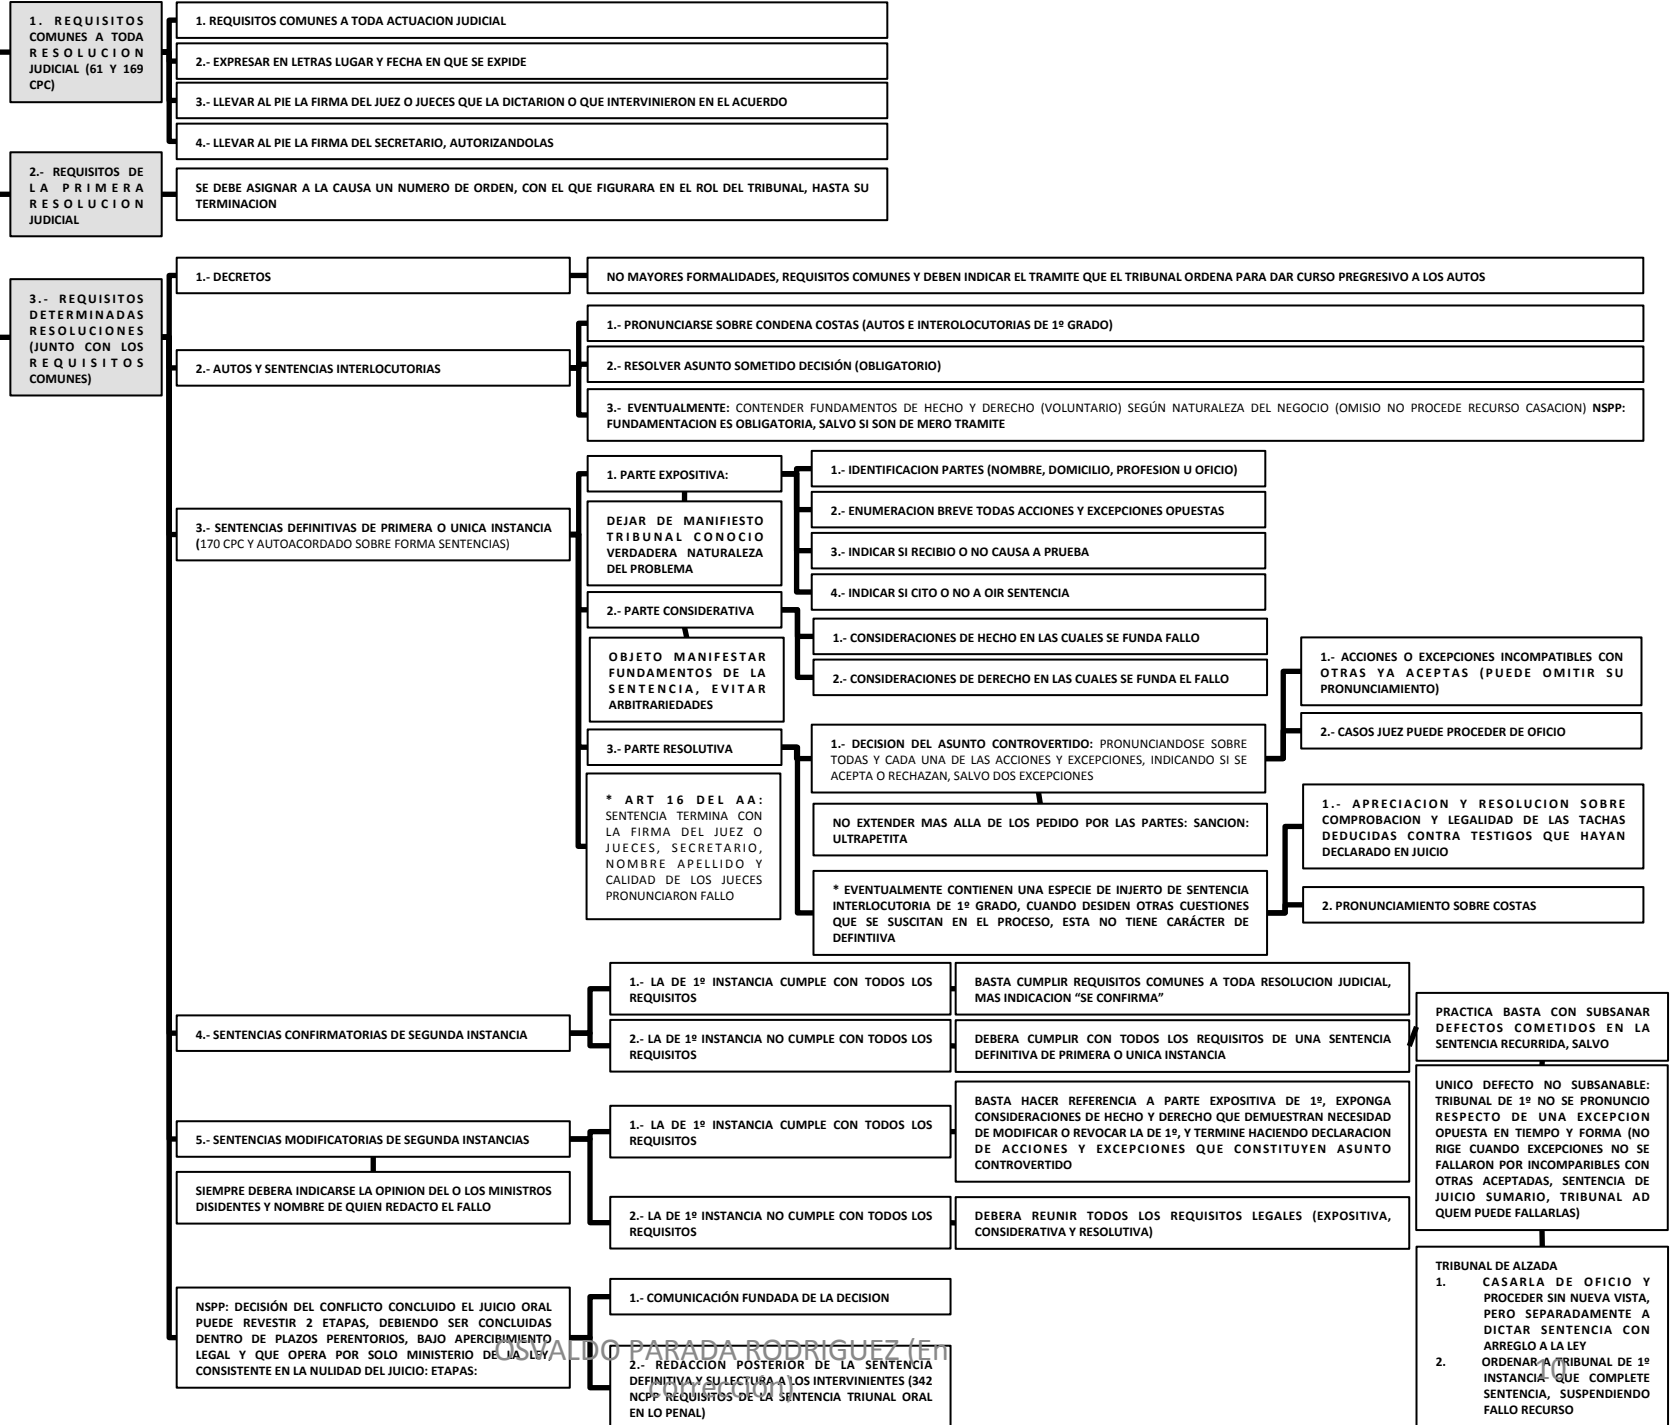 1. REQUISITOS
COMUNES A TODA
RESOLUCION
JUDICIAL (61 Y 169
CPC)
1. REQUISITOS COMUNES A TODA ACTUACION JUDICIAL
2.- EXPRESAR EN LETRAS LUGAR Y FECHA EN QUE SE EXPIDE
3.- LLEVAR AL PIE LA FIRMA DEL JUEZ O JUECES QUE LA DICTARION O QUE INTERVINIERON EN EL ACUERDO
4.- LLEVAR AL PIE LA FIRMA DEL SECRETARIO, AUTORIZANDOLAS
2.- REQUISITOS DE
LA PRIMERA
RESOLUCION
JUDICIAL
SE DEBE ASIGNAR A LA CAUSA UN NUMERO DE ORDEN, CON EL QUE FIGURARA EN EL ROL DEL TRIBUNAL, HASTA SU
TERMINACION
3.- REQUISITOS
DETERMINADAS
RESOLUCIONES
(JUNTO CON LOS
REQUISITOS
COMUNES)
1.- DECRETOS
NO MAYORES FORMALIDADES, REQUISITOS COMUNES Y DEBEN INDICAR EL TRAMITE QUE EL TRIBUNAL ORDENA PARA DAR CURSO PREGRESIVO A LOS AUTOS
2.- AUTOS Y SENTENCIAS INTERLOCUTORIAS
1.- PRONUNCIARSE SOBRE CONDENA COSTAS (AUTOS E INTEROLOCUTORIAS DE 1º GRADO)
2.- RESOLVER ASUNTO SOMETIDO DECISIÓN (OBLIGATORIO)
3.- EVENTUALMENTE: CONTENDER FUNDAMENTOS DE HECHO Y DERECHO (VOLUNTARIO) SEGÚN NATURALEZA DEL NEGOCIO (OMISIO NO PROCEDE RECURSO CASACION) NSPP:
FUNDAMENTACION ES OBLIGATORIA, SALVO SI SON DE MERO TRAMITE
3.- SENTENCIAS DEFINITIVAS DE PRIMERA O UNICA INSTANCIA
(170 CPC Y AUTOACORDADO SOBRE FORMA SENTENCIAS)
1. PARTE EXPOSITIVA:
DEJAR DE MANIFIESTO
TRIBUNAL CONOCIO
VERDADERA NATURALEZA
DEL PROBLEMA
1.- IDENTIFICACION PARTES (NOMBRE, DOMICILIO, PROFESION U OFICIO)
2.- ENUMERACION BREVE TODAS ACCIONES Y EXCEPCIONES OPUESTAS
3.- INDICAR SI RECIBIO O NO CAUSA A PRUEBA
4.- INDICAR SI CITO O NO A OIR SENTENCIA
2.- PARTE CONSIDERATIVA
OBJETO MANIFESTAR
FUNDAMENTOS DE LA
SENTENCIA, EVITAR
ARBITRARIEDADES
1.- CONSIDERACIONES DE HECHO EN LAS CUALES SE FUNDA FALLO
2.- CONSIDERACIONES DE DERECHO EN LAS CUALES SE FUNDA EL FALLO
3.- PARTE RESOLUTIVA
* ART 16 DEL AA:
SENTENCIA TERMINA CON
LA FIRMA DEL JUEZ O
JUECES, SECRETARIO,
NOMBRE APELLIDO Y
CALIDAD DE LOS JUECES
PRONUNCIARON FALLO
1.- DECISION DEL ASUNTO CONTROVERTIDO: PRONUNCIANDOSE SOBRE
TODAS Y CADA UNA DE LAS ACCIONES Y EXCEPCIONES, INDICANDO SI SE
ACEPTA O RECHAZAN, SALVO DOS EXCEPCIONES
1.- ACCIONES O EXCEPCIONES INCOMPATIBLES CON
OTRAS YA ACEPTAS (PUEDE OMITIR SU
PRONUNCIAMIENTO)
2.- CASOS JUEZ PUEDE PROCEDER DE OFICIO
NO EXTENDER MAS ALLA DE LOS PEDIDO POR LAS PARTES: SANCION:
ULTRAPETITA
* EVENTUALMENTE CONTIENEN UNA ESPECIE DE INJERTO DE SENTENCIA
INTERLOCUTORIA DE 1º GRADO, CUANDO DESIDEN OTRAS CUESTIONES
QUE SE SUSCITAN EN EL PROCESO, ESTA NO TIENE CARÁCTER DE
DEFINTIIVA
1.- APRECIACION Y RESOLUCION SOBRE
COMPROBACION Y LEGALIDAD DE LAS TACHAS
DEDUCIDAS CONTRA TESTIGOS QUE HAYAN
DECLARADO EN JUICIO
2. PRONUNCIAMIENTO SOBRE COSTAS
4.- SENTENCIAS CONFIRMATORIAS DE SEGUNDA INSTANCIA
1.- LA DE 1º INSTANCIA CUMPLE CON TODOS LOS
REQUISITOS
BASTA CUMPLIR REQUISITOS COMUNES A TODA RESOLUCION JUDICIAL,
MAS INDICACION “SE CONFIRMA”
2.- LA DE 1º INSTANCIA NO CUMPLE CON TODOS LOS
REQUISITOS
DEBERA CUMPLIR CON TODOS LOS REQUISITOS DE UNA SENTENCIA
DEFINITIVA DE PRIMERA O UNICA INSTANCIA
PRACTICA BASTA CON SUBSANAR
DEFECTOS COMETIDOS EN LA
SENTENCIA RECURRIDA, SALVO
UNICO DEFECTO NO SUBSANABLE:
TRIBUNAL DE 1º NO SE PRONUNCIO
RESPECTO DE UNA EXCEPCION
OPUESTA EN TIEMPO Y FORMA (NO
RIGE CUANDO EXCEPCIONES NO SE
FALLARON POR INCOMPARIBLES CON
OTRAS ACEPTADAS, SENTENCIA DE
JUICIO SUMARIO, TRIBUNAL AD
QUEM PUEDE FALLARLAS)
TRIBUNAL DE ALZADA
1. CASARLA DE OFICIO Y
PROCEDER SIN NUEVA VISTA,
PERO SEPARADAMENTE A
DICTAR SENTENCIA CON
ARREGLO A LA LEY
2. ORDENAR A TRIBUNAL DE 1º
INSTANCIA QUE COMPLETE
SENTENCIA, SUSPENDIENDO
FALLO RECURSO
5.- SENTENCIAS MODIFICATORIAS DE SEGUNDA INSTANCIAS
SIEMPRE DEBERA INDICARSE LA OPINION DEL O LOS MINISTROS
DISIDENTES Y NOMBRE DE QUIEN REDACTO EL FALLO
1.- LA DE 1º INSTANCIA CUMPLE CON TODOS LOS
REQUISITOS
BASTA HACER REFERENCIA A PARTE EXPOSITIVA DE 1º, EXPONGA
CONSIDERACIONES DE HECHO Y DERECHO QUE DEMUESTRAN NECESIDAD
DE MODIFICAR O REVOCAR LA DE 1º, Y TERMINE HACIENDO DECLARACION
DE ACCIONES Y EXCEPCIONES QUE CONSTITUYEN ASUNTO
CONTROVERTIDO
2.- LA DE 1º INSTANCIA NO CUMPLE CON TODOS LOS
REQUISITOS
DEBERA REUNIR TODOS LOS REQUISITOS LEGALES (EXPOSITIVA,
CONSIDERATIVA Y RESOLUTIVA)
NSPP: DECISIÓN DEL CONFLICTO CONCLUIDO EL JUICIO ORAL
PUEDE REVESTIR 2 ETAPAS, DEBIENDO SER CONCLUIDAS
DENTRO DE PLAZOS PERENTORIOS, BAJO APERCIBIMIENTO
LEGAL Y QUE OPERA POR SOLO MINISTERIO DE LA LEY,
CONSISTENTE EN LA NULIDAD DEL JUICIO: ETAPAS:
1.- COMUNICACIÓN FUNDADA DE LA DECISION
2.- REDACCION POSTERIOR DE LA SENTENCIA
DEFINITIVA Y SU LECTURA A LOS INTERVINIENTES (342
NCPP REQUISITOS DE LA SENTENCIA TRIUNAL ORAL
EN LO PENAL)
OSVALDO PARADA RODRIGUEZ (En
corrección)
10